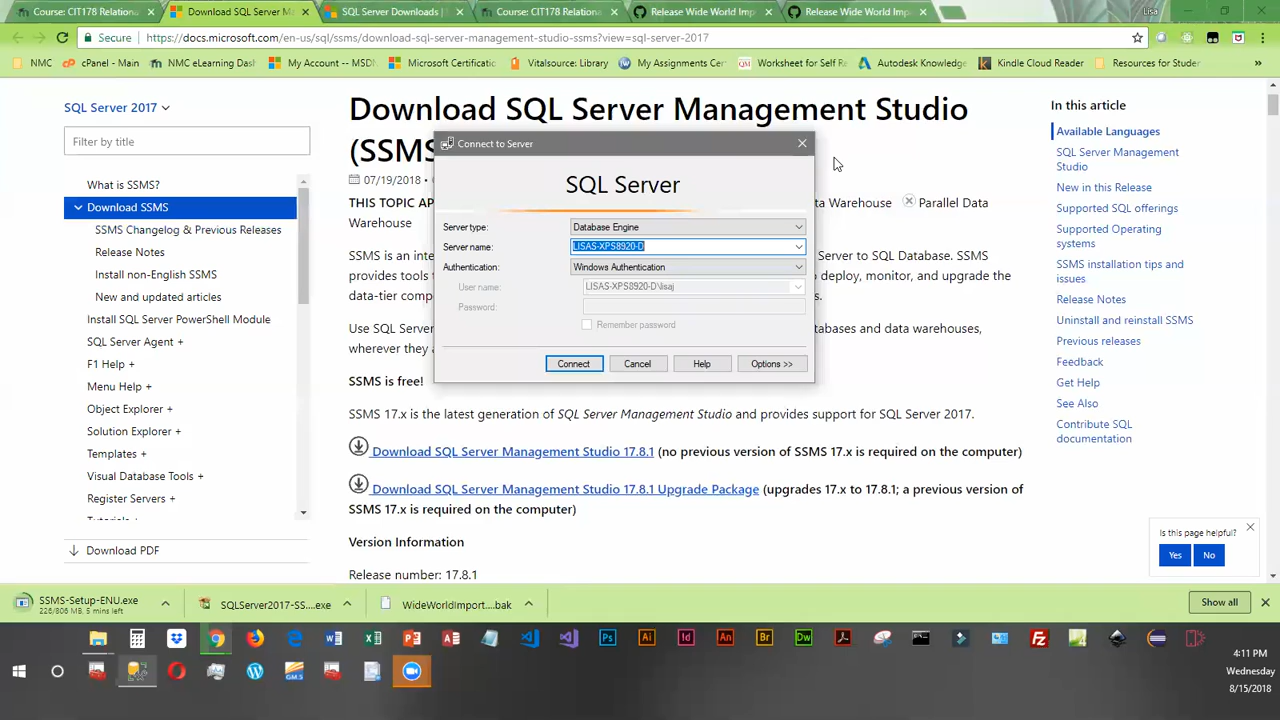 Course: CIT178 Relationa
Download SQL Server Ma
SQL Server Downloads |
Course: CIT178 Relationa
Release Wide World Imp
Release Wide World Imp
Lisa
Secure https://docs.microsoft.com/en-us/sql/ssms/download-sql-server-management-studio-ssms?view=sql-server-2017
NMC
cPanel - Main
NMC eLearning Dash
My Account -- MSDN
Microsoft Certificatio
Vitalsource: Library
My Assignments Cer
Worksheet for Self R
Autodesk Knowledge
Kindle Cloud Reader
Resources for Studen
»
SQL Server 2017
Filter by title
What is SSMS?
Download SSMS
SSMS Changelog & Previous Releases
Release Notes
Install non-English SSMS
New and updated articles
Install SQL Server PowerShell Module
SQL Server Agent +
F1 Help +
Menu Help +
Object Explorer +
Solution Explorer +
Templates +
Visual Database Tools +
Register Servers +
Download PDF
Download SQL Server Management Studio
(SSMS
07/19/2018 •
THIS TOPIC AP
ta Warehouse Parallel Data
Warehouse
SSMS is an inte
Server to SQL Database. SSMS
provides tools t
deploy, monitor, and upgrade the
data-tier comp
Use SQL Server
tabases and data warehouses,
wherever they a
SSMS is free!
SSMS 17.x is the latest generation of SQL Server Management Studio and provides support for SQL Server 2017.
Download SQL Server Management Studio 17.8.1 (no previous version of SSMS 17.x is required on the computer)
Download SQL Server Management Studio 17.8.1 Upgrade Package (upgrades 17.x to 17.8.1; a previous version of
SSMS 17.x is required on the computer)
Version Information
Release number: 17.8.1
Connect to Server
SQL Server
Server type: Database Engine
Server name: LISAS-XPS8920-D
Authentication: Windows Authentication
User name: LISAS-XPS8920-D\lisaj
Password:
Remember password
Connect
Cancel
Help
Options >>
In this article
Available Languages
SQL Server Management
Studio
New in this Release
Supported SQL offerings
Supported Operating
systems
SSMS installation tips and
issues
Release Notes
Uninstall and reinstall SSMS
Previous releases
Feedback
Get Help
See Also
Contribute SQL
documentation
Is this page helpful?
Yes
No
SSMS-Setup-ENU.exe
226/806 MB, 5 mins left
SQLServer2017-SS....exe
WideWorldImport....bak
Show all
4:11 PM
Wednesday
8/15/2018